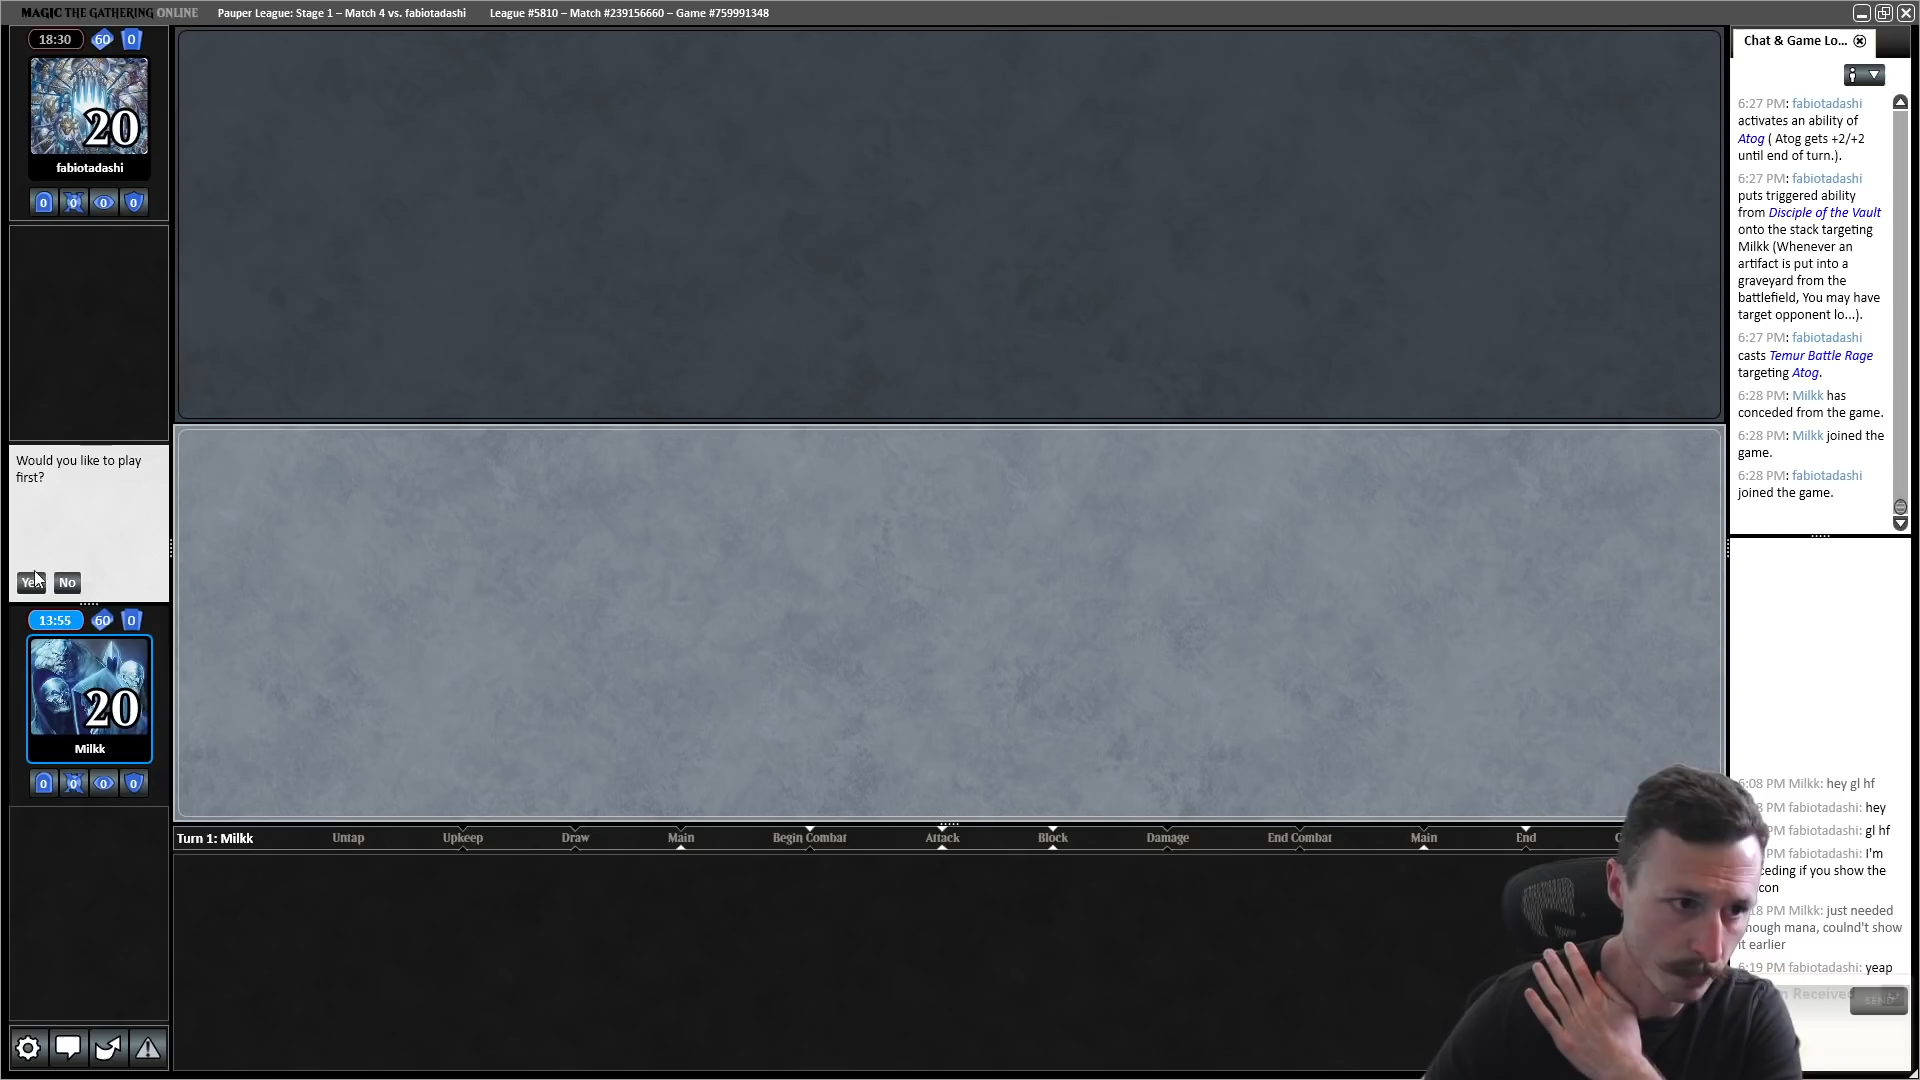 MAGIC THE GATHERING ONLINE
Pauper League: Stage 1 – Match 4 vs. fabiotadashi
League #5810 – Match #239156660 – Game #759991348
18:30
60
0
20
fabiotadashi
0
0
0
0
Would you like to play
first?
Yes
No
13:55
60
0
20
Milkk
0
0
0
0
Turn 1: Milkk
Untap
Upkeep
Draw
Main
Begin Combat
Attack
Block
Damage
End Combat
Main
End
Chat & Game Lo...
6:27 PM: fabiotadashi
activates an ability of
Atog ( Atog gets +2/+2
until end of turn.).
6:27 PM: fabiotadashi
puts triggered ability
from Disciple of the Vault
onto the stack targeting
Milkk (Whenever an
artifact is put into a
graveyard from the
battlefield, You may have
target opponent lo...).
6:27 PM: fabiotadashi
casts Temur Battle Rage
targeting Atog.
6:28 PM: Milkk has
conceded from the game.
6:28 PM: Milkk joined the
game.
6:28 PM: fabiotadashi
joined the game.
6:08 PM Milkk: hey gl hf
PM fabiotadashi: hey
PM fabiotadashi: gl hf
PM fabiotadashi: I'm
if you show the
PM Milkk: just needed
mana, coulnd't show
it earlier
6:19 PM fabiotadashi: yeap
Received
SEND